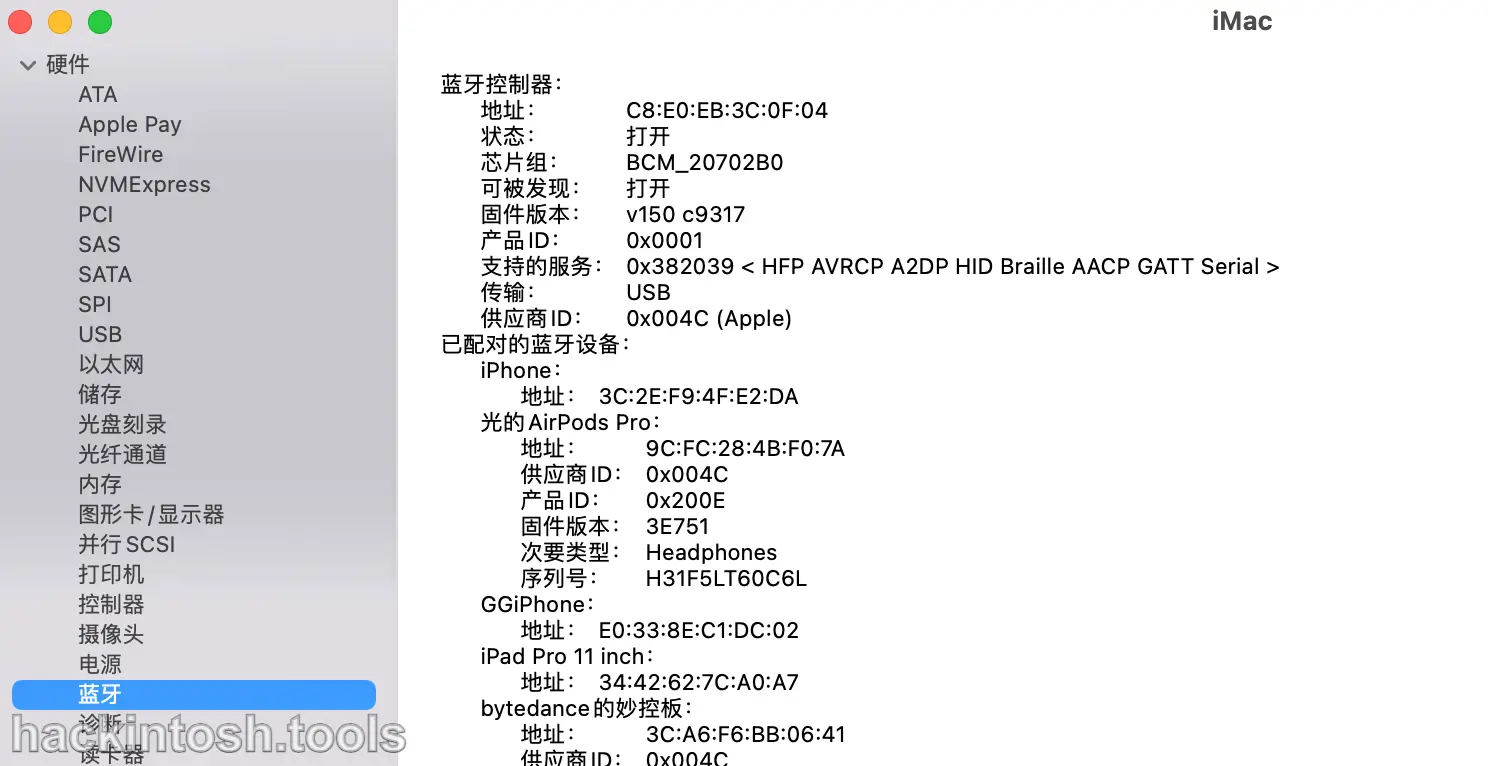 iMac
硬件
ATA
Apple Pay
FireWire
NVMExpress
PCI
SAS
SATA
SPI
USB
以太网
储存
光盘刻录
光纤通道
内存
图形卡/显示器
并行SCSI
打印机
控制器
摄像头
电源
蓝牙
诊断
读卡器
hackintosh.tools
蓝牙控制器：
地址： C8:E0:EB:3C:0F:04
状态： 打开
芯片组： BCM_20702B0
可被发现： 打开
固件版本： v150 c9317
产品ID： 0x0001
支持的服务： 0x382039 < HFP AVRCP A2DP HID Braille AACP GATT Serial >
传输： USB
供应商ID： 0x004C (Apple)
已配对的蓝牙设备：
iPhone：
地址： 3C:2E:F9:4F:E2:DA
光的AirPods Pro：
地址： 9C:FC:28:4B:F0:7A
供应商ID： 0x004C
产品ID： 0x200E
固件版本： 3E751
次要类型： Headphones
序列号： H31F5LT60C6L
GGiPhone：
地址： E0:33:8E:C1:DC:02
iPad Pro 11 inch：
地址： 34:42:62:7C:A0:A7
bytedance的妙控板：
地址： 3C:A6:F6:BB:06:41
供应商ID： 0x004C